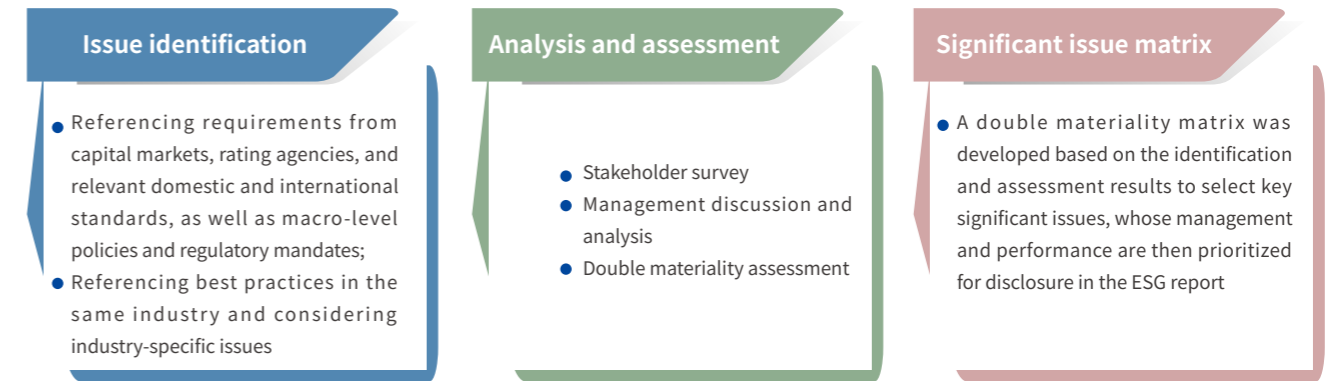 Issue identification
Referencing requirements from
capital markets, rating agencies, and
relevant domestic and international
standards, as well as macro-level
policies and regulatory mandates;
Referencing best practices in the
same industry and considering
industry-specific issues
Analysis and assessment
Stakeholder survey
Management discussion and
analysis
Double materiality assessment
Significant issue matrix
A double materiality matrix was
developed based on the identification
and assessment results to select key
significant issues, whose management
and performance are then prioritized
for disclosure in the ESG report